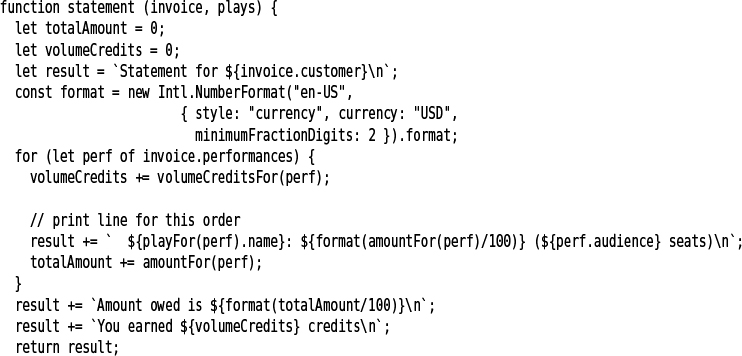 function statement (invoice, plays) {
  let totalAmount = 0;
  let volumeCredits = 0;
  let result = `Statement for ${invoice.customer}\n`;
  const format = new Intl.NumberFormat("en-US",
                        { style: "currency", currency: "USD",
                          minimumFractionDigits: 2 }).format;
  for (let perf of invoice.performances) {
    volumeCredits += volumeCreditsFor(perf);

    // print line for this order
    result += `  ${playFor(perf).name}: ${format(amountFor(perf)/100)} (${perf.audience} seats)\n`;
    totalAmount += amountFor(perf);
  }
  result += `Amount owed is ${format(totalAmount/100)}\n`;
  result += `You earned ${volumeCredits} credits\n`;
  return result;